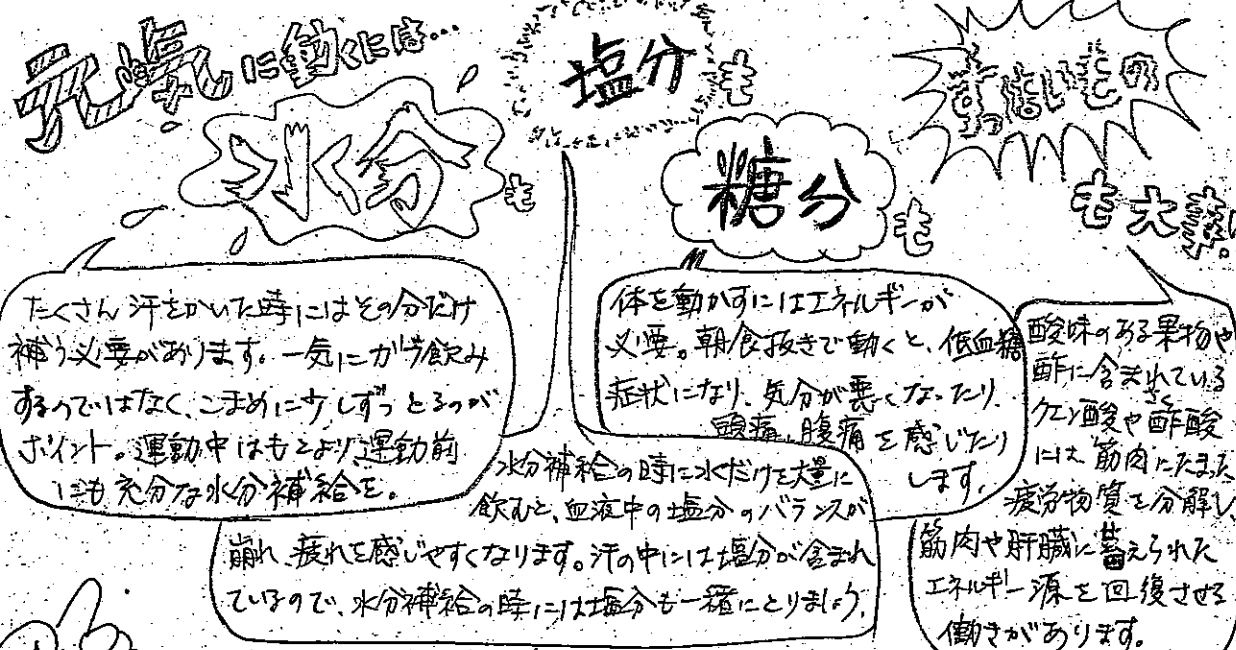 元気に動くには…
水分も
塩分も
糖分も
すっぱいもの
も大事。
たくさん汗をかいた時にはその分だけ
補う必要があります。一気にガブ飲み
するのではなく、こまめに少しずつとるのが
ポイント。運動中はもとより、運動前
にも充分な水分補給を。
水分補給の時に水だけを大量に
飲むと、血液中の塩分のバランスが
崩れ、疲れを感じやすくなります。汗の中には塩分が含まれ
ているので、水分補給の時には塩分も一緒にとりましょう。
体を動かすにはエネルギーが
必要。朝食抜きで動くと、低血糖
症状になり、気分が悪くなったり、
頭痛、腹痛を感じたり
します。
酸味のある果物や
酢に含まれている
クエン酸や酢酸
には、筋肉にたまった
疲労物質を分解し、
筋肉や肝臓に蓄えられた
エネルギー源を回復させる
働きがあります。